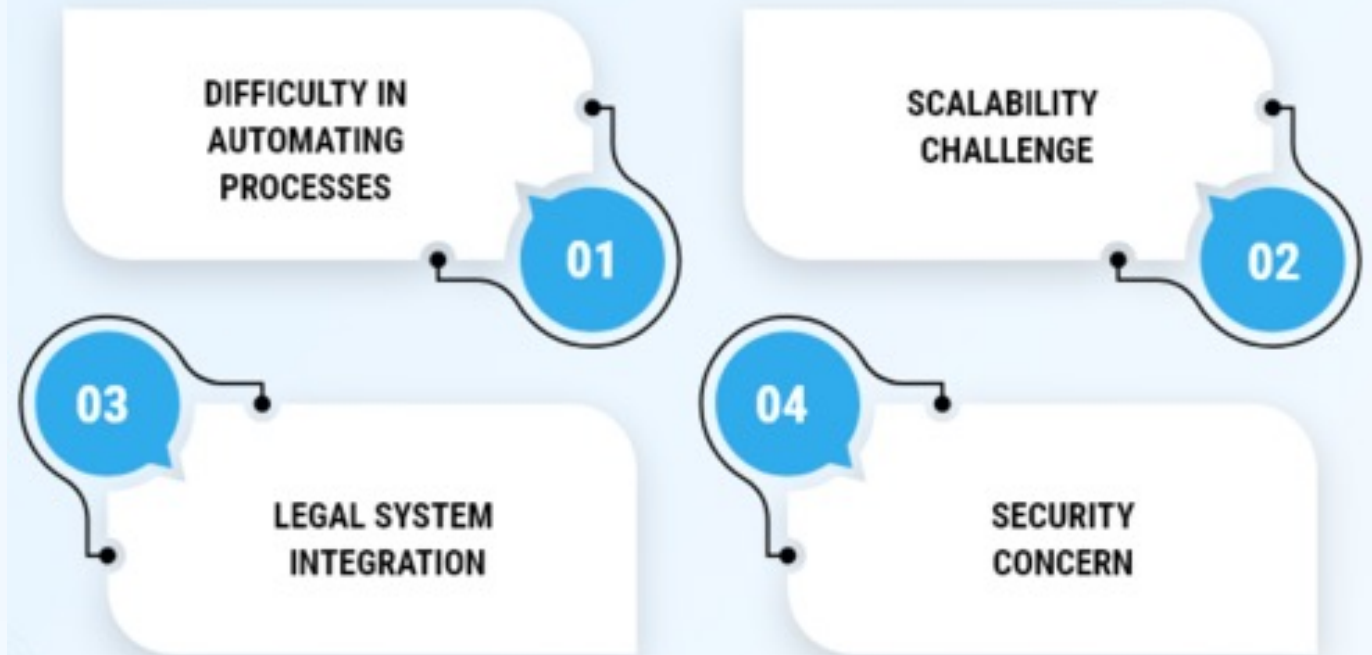 DIFFICULTY IN
AUTOMATING
PROCESSES
01
SCALABILITY
CHALLENGE
02
03
LEGAL SYSTEM
INTEGRATION
04
SECURITY
CONCERN